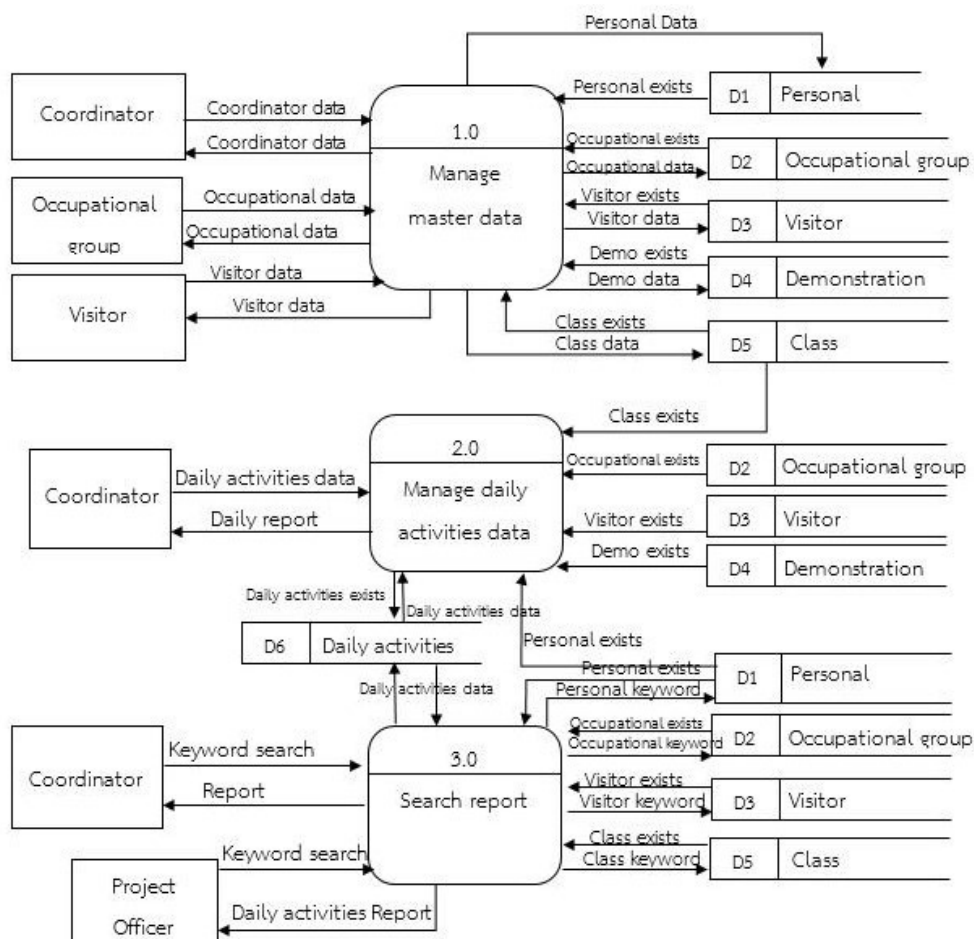 Personal Data
Personal exists
D1 Personal
Coordinator
Coordinator data
Coordinator data
1.0
Manage
master data
Occupational exists
Occupational data
D2 Occupational group
Occupational
group
Occupational data
Occupational data
Visitor exists
Visitor data
D3 Visitor
Visitor
Visitor data
Visitor data
Demo exists
Demo data
D4 Demonstration
Class exists
Class data
D5 Class
Class exists
2.0
Manage daily
activities data
Coordinator
Daily activities data
Daily report
Occupational exists
D2 Occupational group
Visitor exists
D3 Visitor
Demo exists
D4 Demonstration
Daily activities exists
Daily activities data
D6 Daily activities
Daily activities data
Personal exists
Personal exists
Personal keyword
D1 Personal
3.0
Search report
Occupational exists
Occupational keyword
D2 Occupational group
Coordinator
Keyword search
Report
Visitor exists
Visitor keyword
D3 Visitor
Class exists
Class keyword
D5 Class
Project
Officer
Keyword search
Daily activities Report